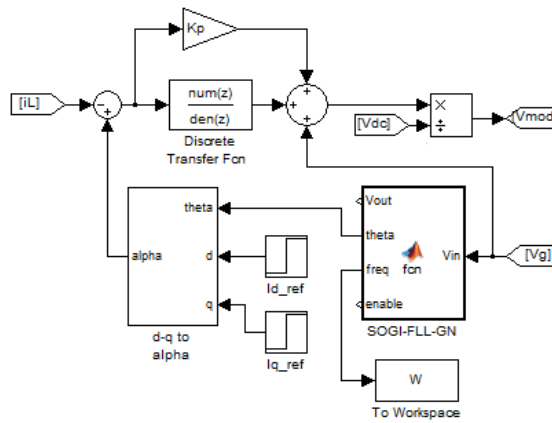 Kp
[iL]
num(z)
den(z)
Discrete
Transfer Fcn
[Vdc]
[Vmod
theta
alpha
d
q
d-q to
alpha
Id_ref
Iq_ref
Vout
theta
freq
enable
fcn
Vin
SOGI-FLL-GN
[Vg]
W
To Workspace